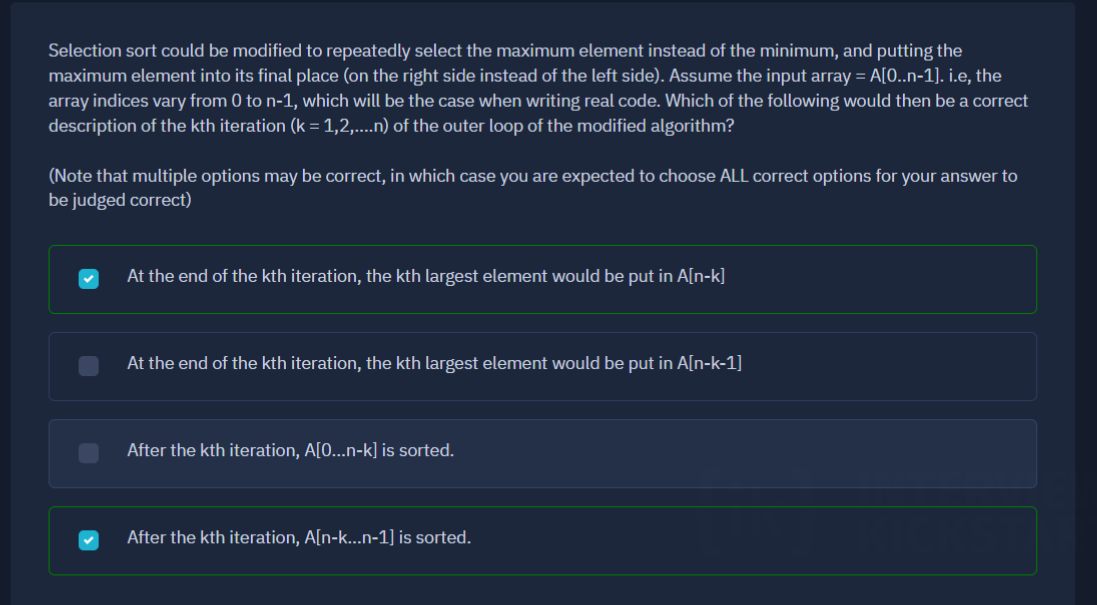 Selection sort could be modified to repeatedly select the maximum element instead of the minimum, and putting the
maximum element into its final place (on the right side instead of the left side). Assume the input array = A[0..n-1]. i.e, the
array indices vary from 0 to n-1, which will be the case when writing real code. Which of the following would then be a correct
description of the kth iteration (k = 1,2,....n) of the outer loop of the modified algorithm?
(Note that multiple options may be correct, in which case you are expected to choose ALL correct options for your answer to
be judged correct)
At the end of the kth iteration, the kth largest element would be put in A[n-k]
At the end of the kth iteration, the kth largest element would be put in A[n-k-1]
After the kth iteration, A[0...n-k] is sorted.
After the kth iteration, A[n-k...n-1] is sorted.